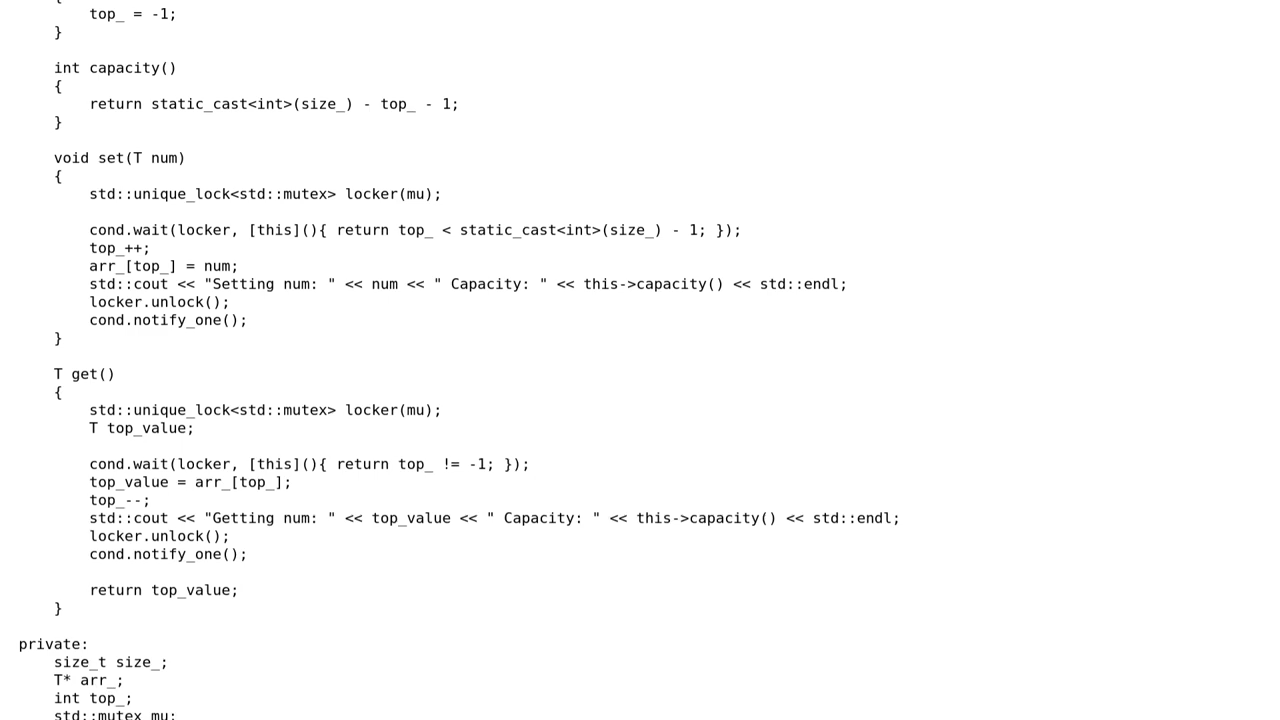 {
        top_ = -1;
    }

    int capacity()
    {
        return static_cast<int>(size_) - top_ - 1;
    }

    void set(T num)
    {
        std::unique_lock<std::mutex> locker(mu);

        cond.wait(locker, [this](){ return top_ < static_cast<int>(size_) - 1; });
        top_++;
        arr_[top_] = num;
        std::cout << "Setting num: " << num << " Capacity: " << this->capacity() << std::endl;
        locker.unlock();
        cond.notify_one();
    }

    T get()
    {
        std::unique_lock<std::mutex> locker(mu);
        T top_value;

        cond.wait(locker, [this](){ return top_ != -1; });
        top_value = arr_[top_];
        top_--;
        std::cout << "Getting num: " << top_value << " Capacity: " << this->capacity() << std::endl;
        locker.unlock();
        cond.notify_one();

        return top_value;
    }

private:
    size_t size_;
    T* arr_;
    int top_;
    std::mutex mu;